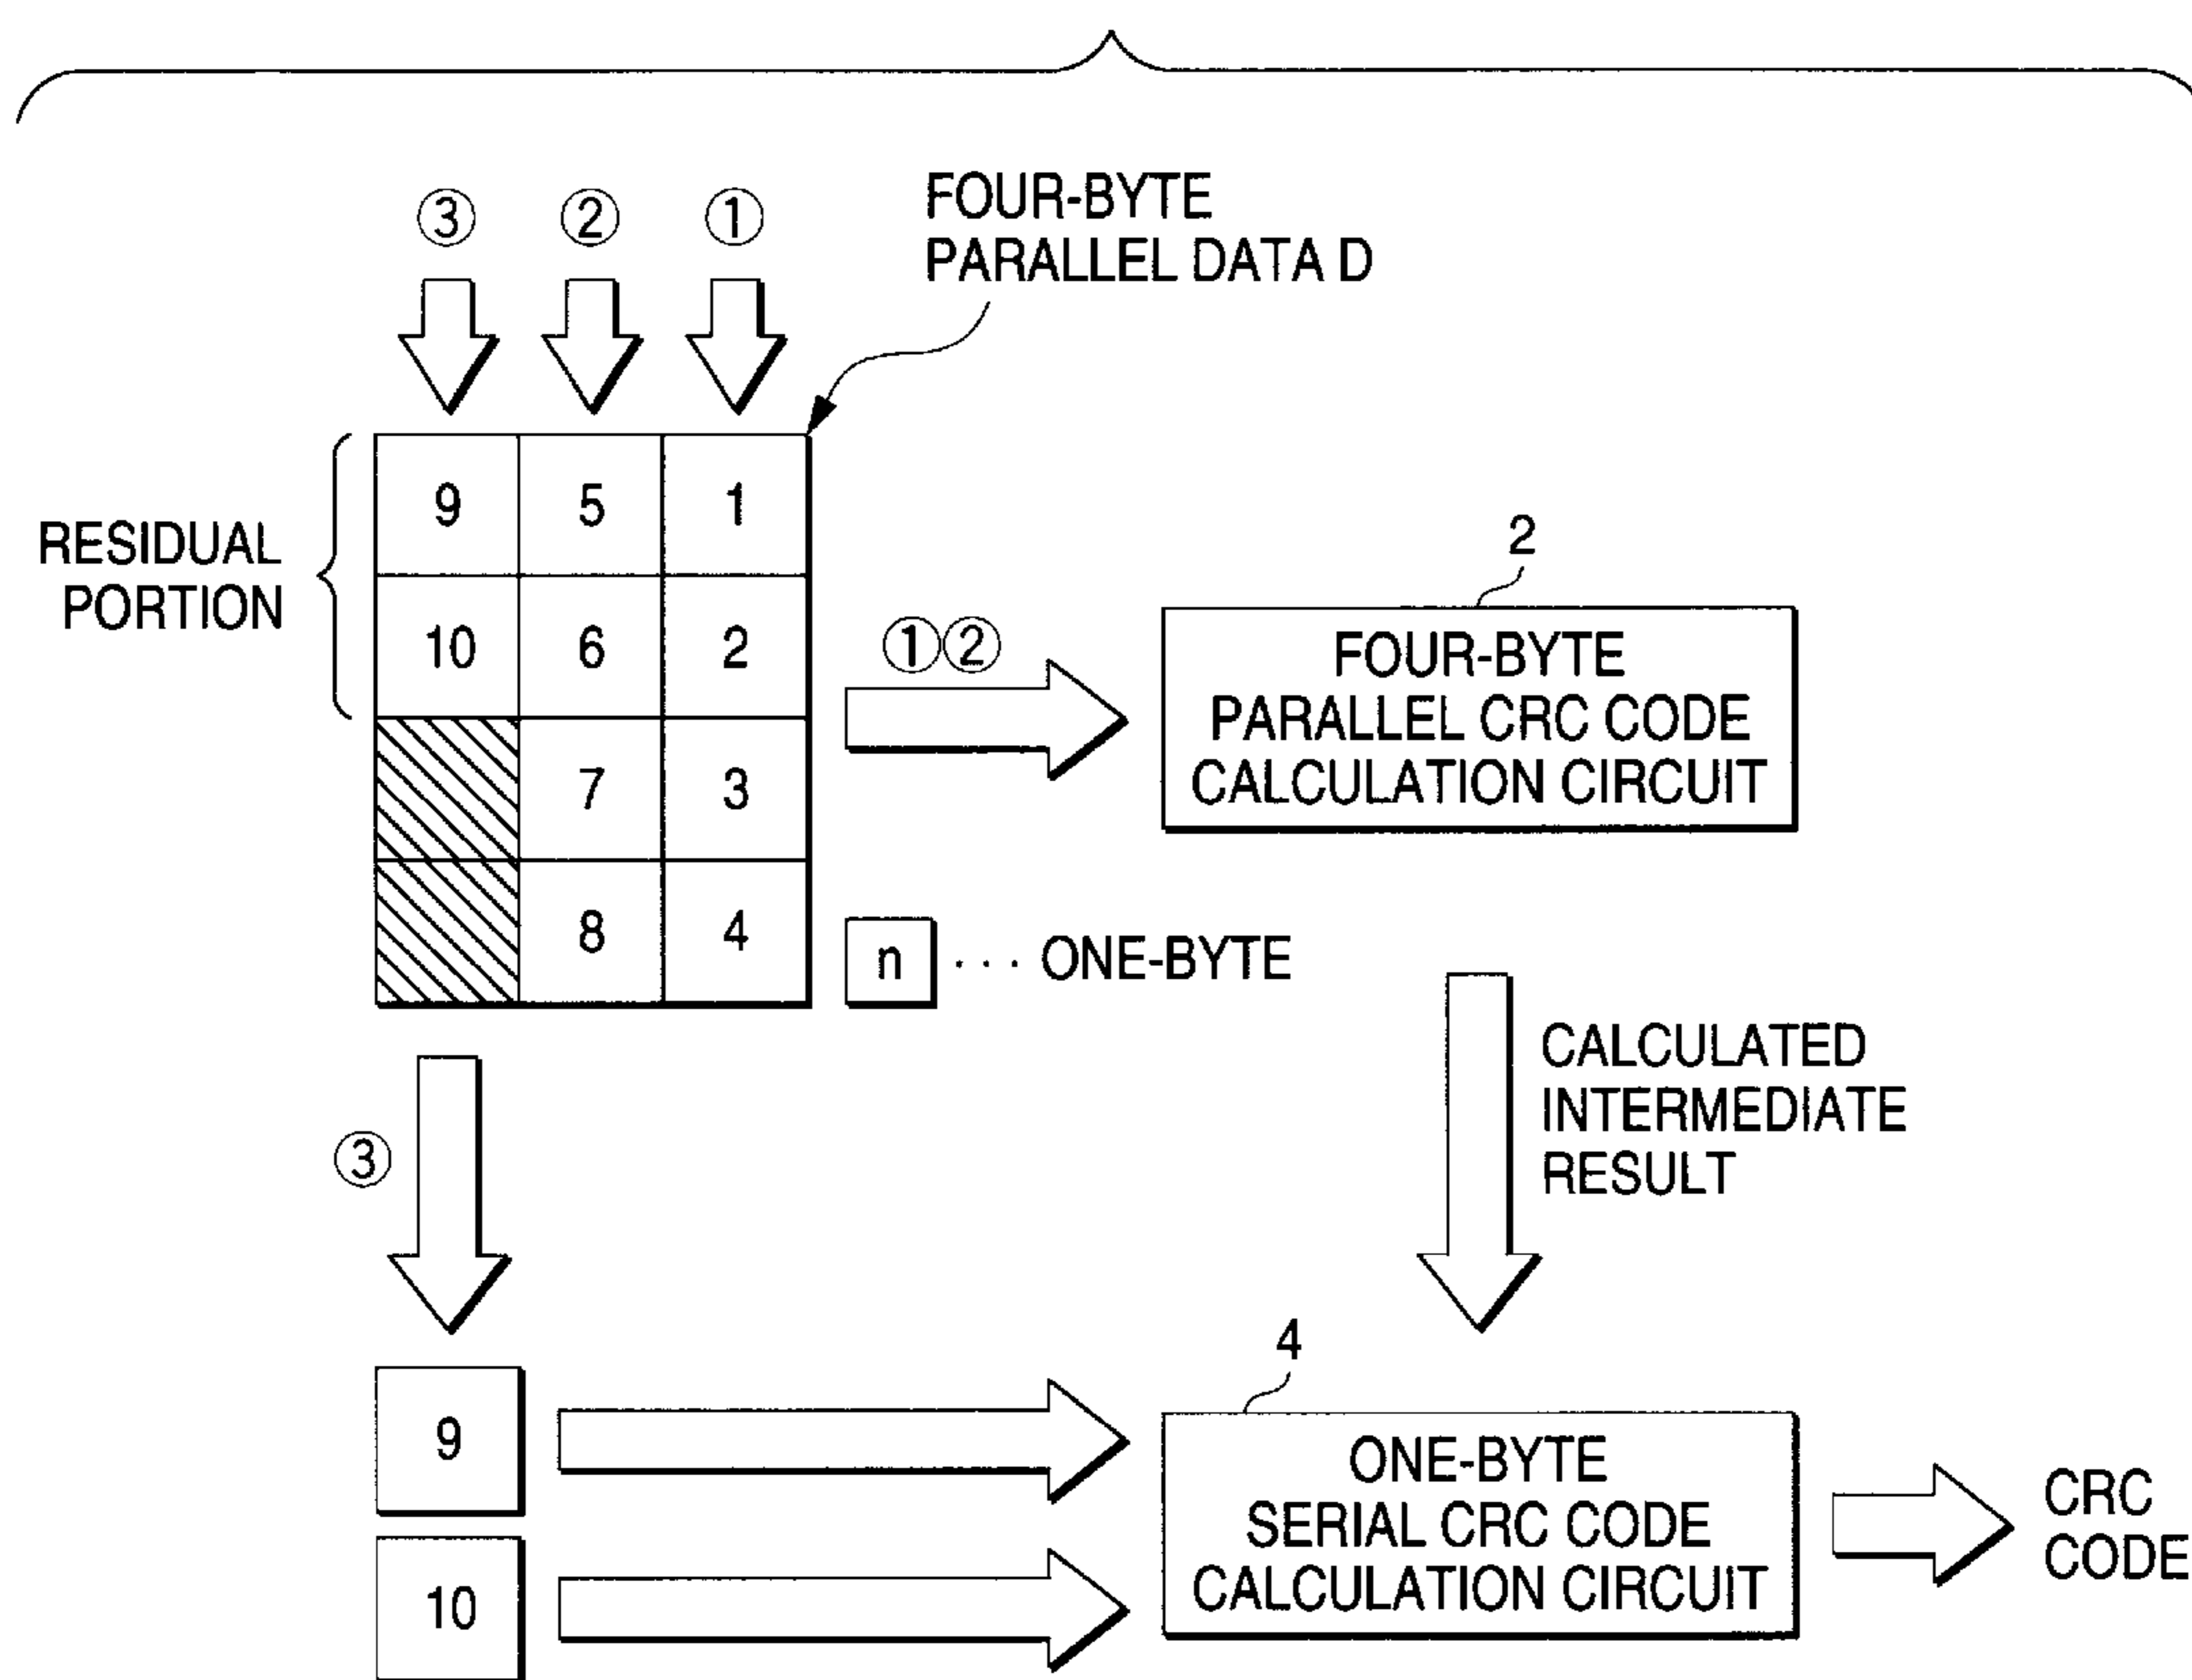 ③ ② ①
FOUR-BYTE
PARALLEL DATA D
RESIDUAL
PORTION
9 5 1
10 6 2
7 3
8 4
①②
2
FOUR-BYTE
PARALLEL CRC CODE
CALCULATION CIRCUIT
n ··· ONE-BYTE
CALCULATED
INTERMEDIATE
RESULT
③
9
10
4
ONE-BYTE
SERIAL CRC CODE
CALCULATION CIRCUIT
CRC
CODE